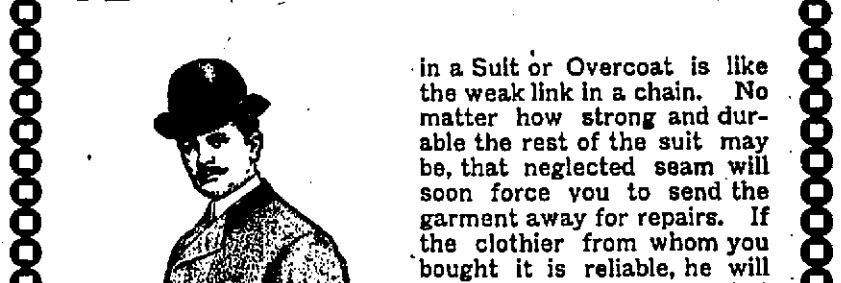 in a Suit or Overcoat is like
the weak link in a chain. No
matter how strong and dur-
able the rest of the suit may
be, that neglected seam will
soon force you to send the
garment away for repairs. If
the clothier from whom you
bought it is reliable, he will